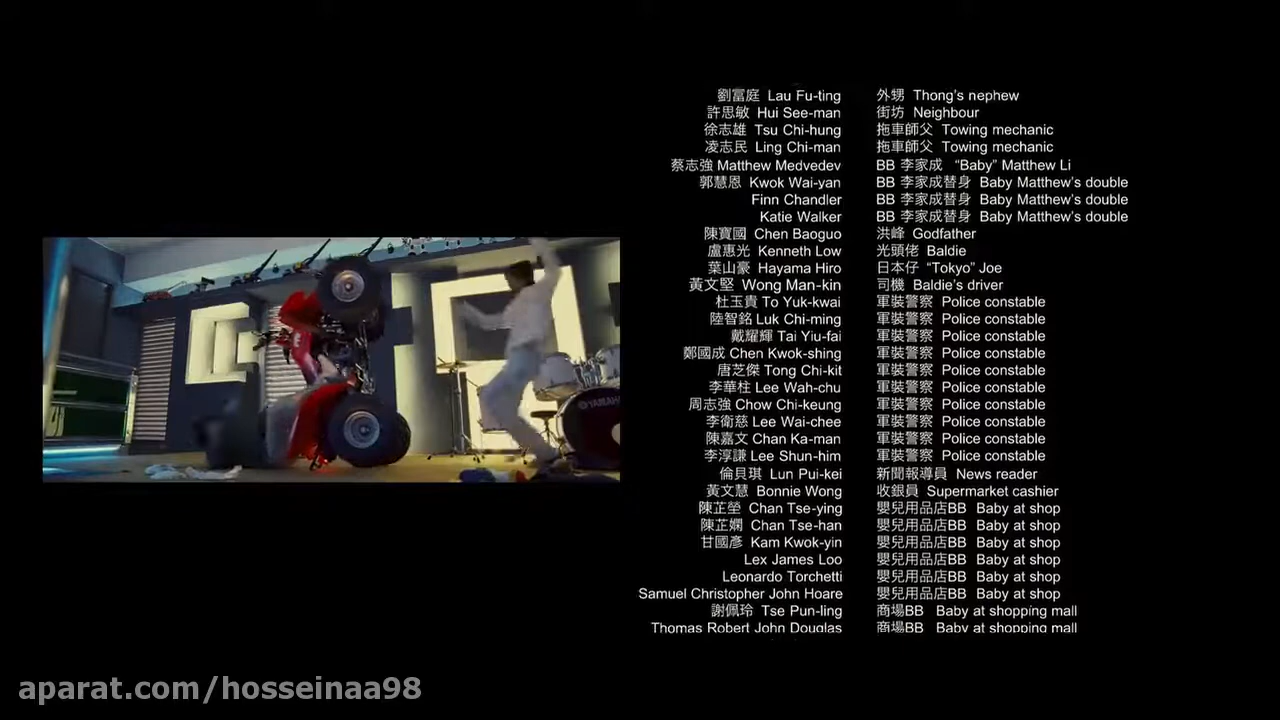 劉富庭 Lau Fu-ting 外甥 Thong's nephew
許思敏 Hui See-man 街坊 Neighbour
徐志雄 Tsu Chi-hung 拖車師父 Towing mechanic
凌志民 Ling Chi-man 拖車師父 Towing mechanic
蔡志強 Matthew Medvedev BB 李家成 “Baby” Matthew Li
郭慧恩 Kwok Wai-yan BB 李家成替身 Baby Matthew's double
Finn Chandler BB 李家成替身 Baby Matthew's double
Katie Walker BB 李家成替身 Baby Matthew's double
陳寶國 Chen Baoguo 洪峰 Godfather
盧惠光 Kenneth Low 光頭佬 Baldie
葉山豪 Hayama Hiro 日本仔 “Tokyo” Joe
黃文堅 Wong Man-kin 司機 Baldie's driver
杜玉貴 To Yuk-kwai 軍裝警察 Police constable
陸智銘 Luk Chi-ming 軍裝警察 Police constable
戴耀輝 Tai Yiu-fai 軍裝警察 Police constable
鄭國成 Chen Kwok-shing 軍裝警察 Police constable
唐芝傑 Tong Chi-kit 軍裝警察 Police constable
李華柱 Lee Wah-chu 軍裝警察 Police constable
周志強 Chow Chi-keung 軍裝警察 Police constable
李衛慈 Lee Wai-chee 軍裝警察 Police constable
陳嘉文 Chan Ka-man 軍裝警察 Police constable
李淳謙 Lee Shun-him 軍裝警察 Police constable
倫貝琪 Lun Pui-kei 新聞報導員 News reader
黃文慧 Bonnie Wong 收銀員 Supermarket cashier
陳芷瑩 Chan Tse-ying 嬰兒用品店BB Baby at shop
陳芷嫻 Chan Tse-han 嬰兒用品店BB Baby at shop
甘國彥 Kam Kwok-yin 嬰兒用品店BB Baby at shop
Lex James Loo 嬰兒用品店BB Baby at shop
Leonardo Torchetti 嬰兒用品店BB Baby at shop
Samuel Christopher John Hoare 嬰兒用品店BB Baby at shop
謝佩玲 Tse Pun-ling 商場BB Baby at shopping mall
Thomas Robert John Douglas 商場BB Baby at shopping mall
YAMAHA
aparat.com/hosseinaa98